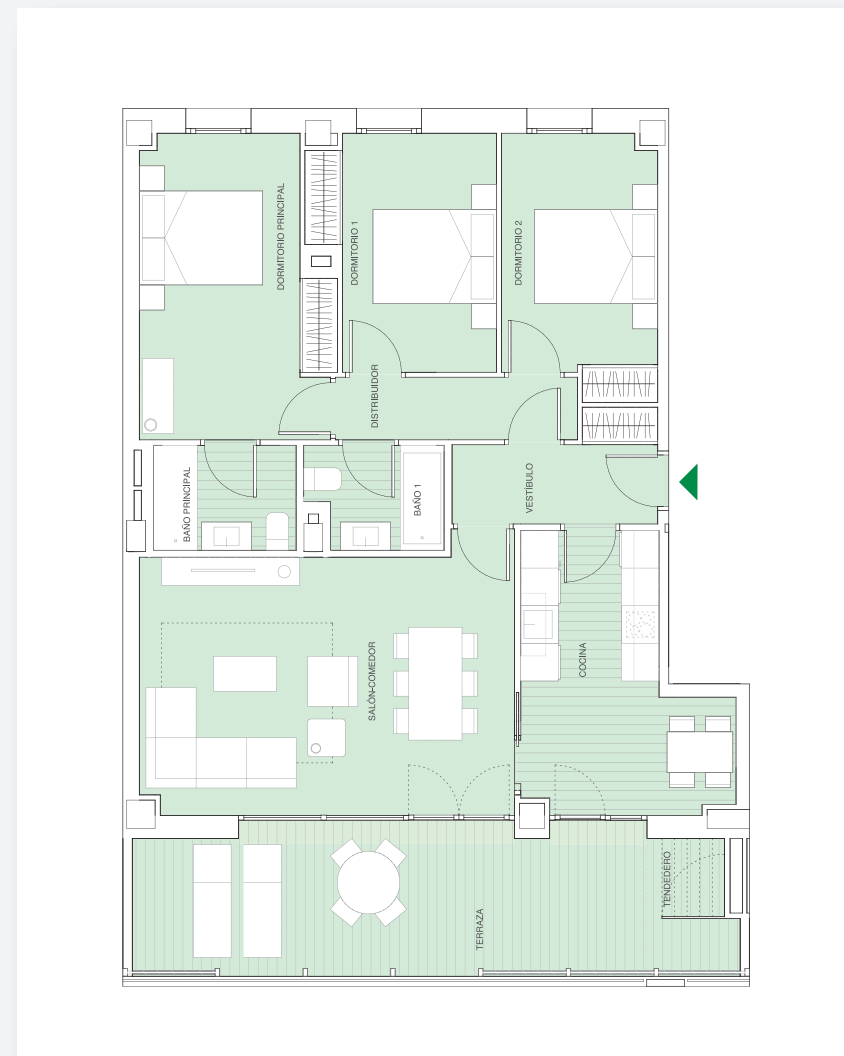 DORMITORIO PRINCIPAL
DORMITORIO 1
DORMITORIO 2
DISTRIBUIDOR
BAÑO PRINCIPAL
BAÑO 1
VESTÍBULO
SALÓN-COMEDOR
COCINA
TERRAZA
TENDEDERO